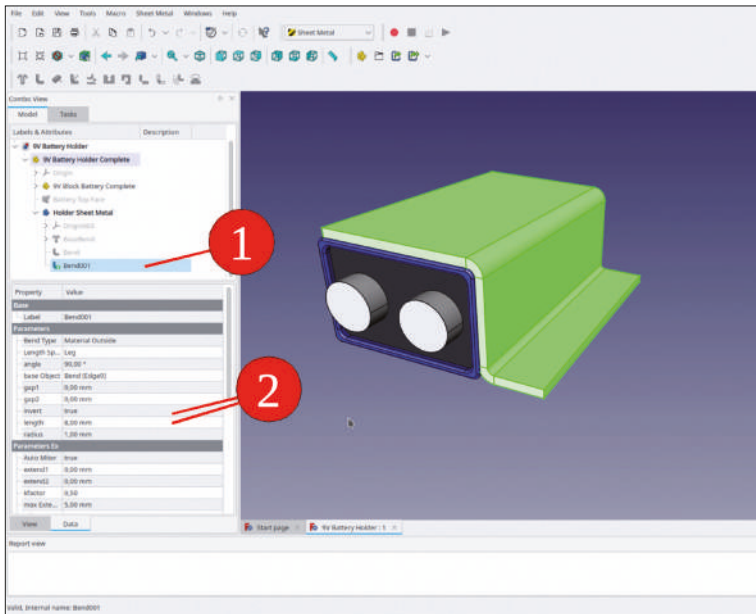 File Edit View Tools Macro Sheet Metal Windows Help
Sheet Metal
Combo View
Model Tasks
Labels & Attributes Description
9V Battery Holder
9V Battery Holder Complete
Origin
9V Block Battery Complete
Battery Top Face
Holder Sheet Metal
BaseBend
Bend
Bend001
1
Property Value
Base
Label Bend001
Parameters
Bend Type Material Outside
Length Sp... Leg
angle 90,00 °
base Object Bend (Edge8)
gap1 0,00 mm
gap2 0,00 mm
invert true
length 8,00 mm
radius 1,00 mm
2
Parameters Ex
Auto Miter true
extend1 0,00 mm
extend2 0,00 mm
kfactor 0,50
max Exte... 5,00 mm
View Data
Start page 9V Battery Holder : 1
Report view
Valid, Internal name: Bend001